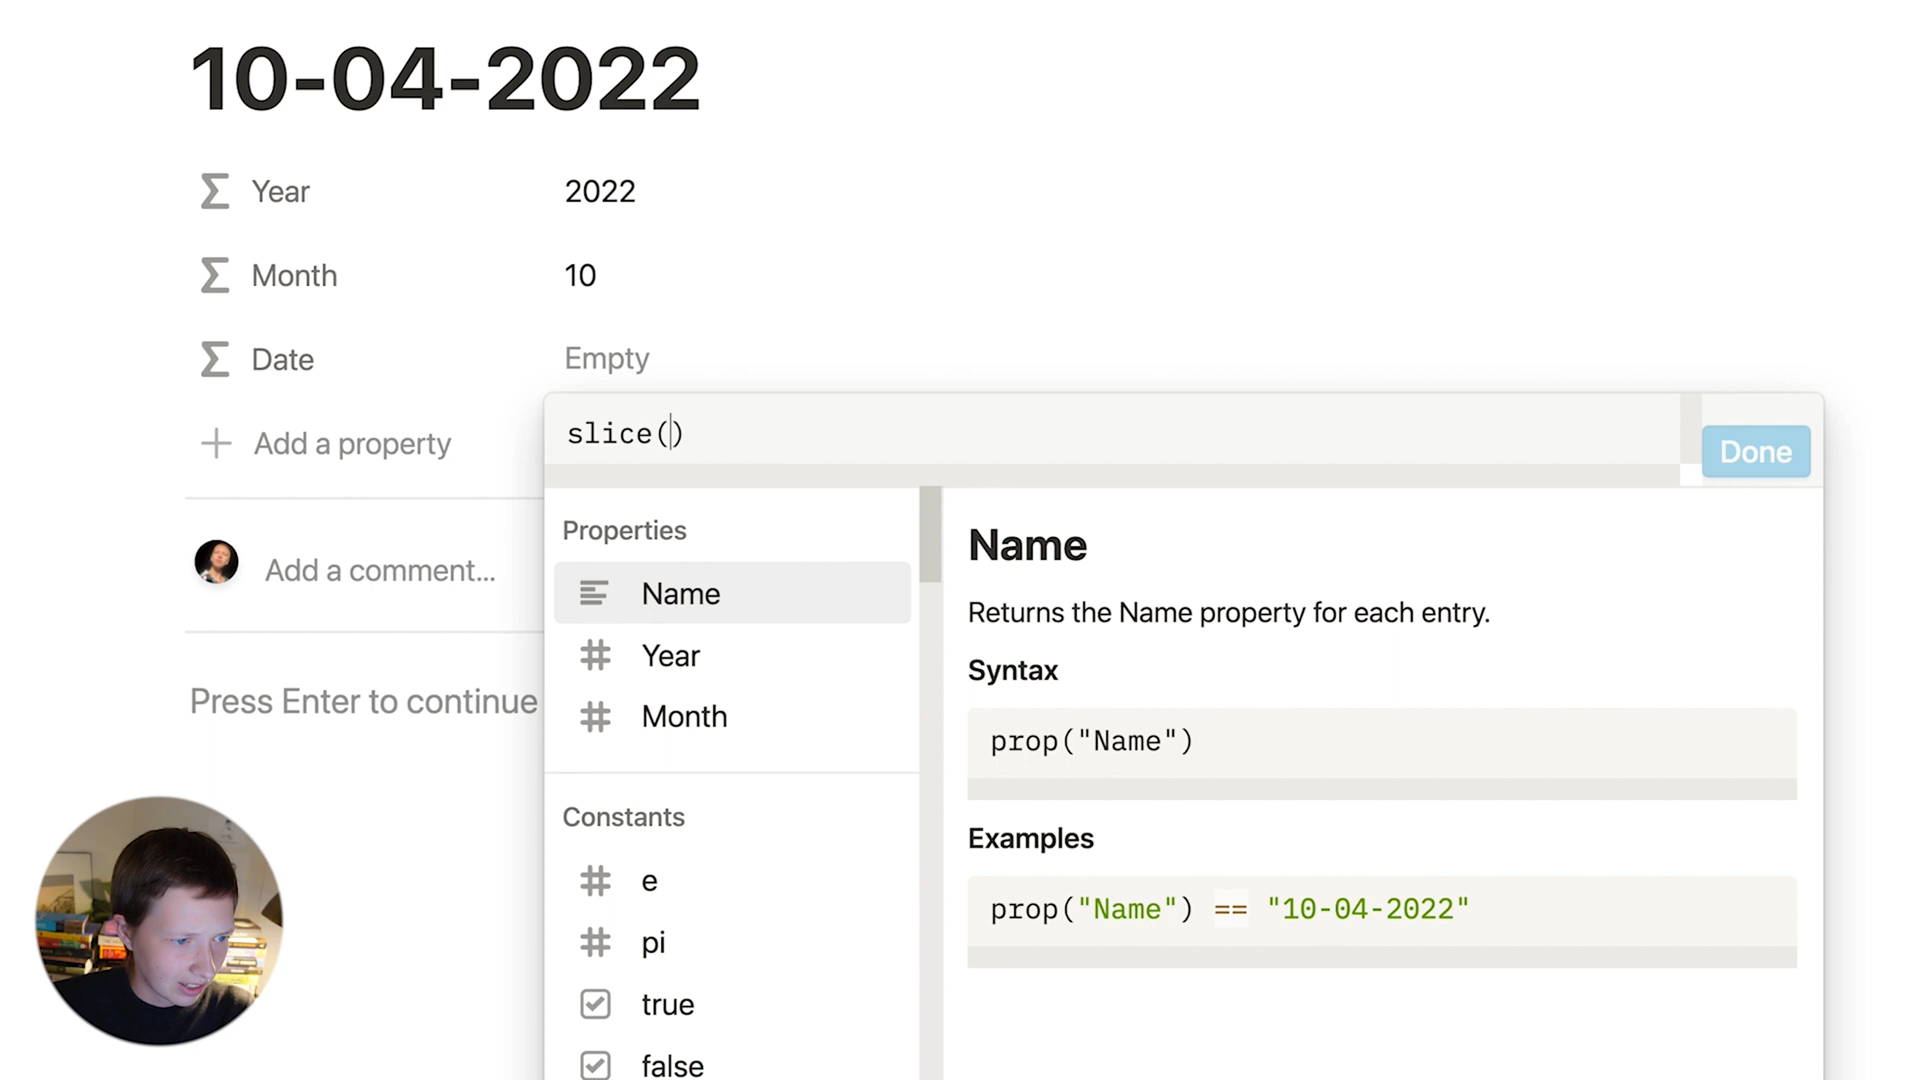 10-04-2022
Year 2022
Month 10
Date Empty
Add a property
slice()
Done
Add a comment...
Press Enter to continue
Properties
Name
Year
Month
Constants
e
pi
true
false
Name
Returns the Name property for each entry.
Syntax
prop("Name")
Examples
prop("Name") == "10-04-2022"